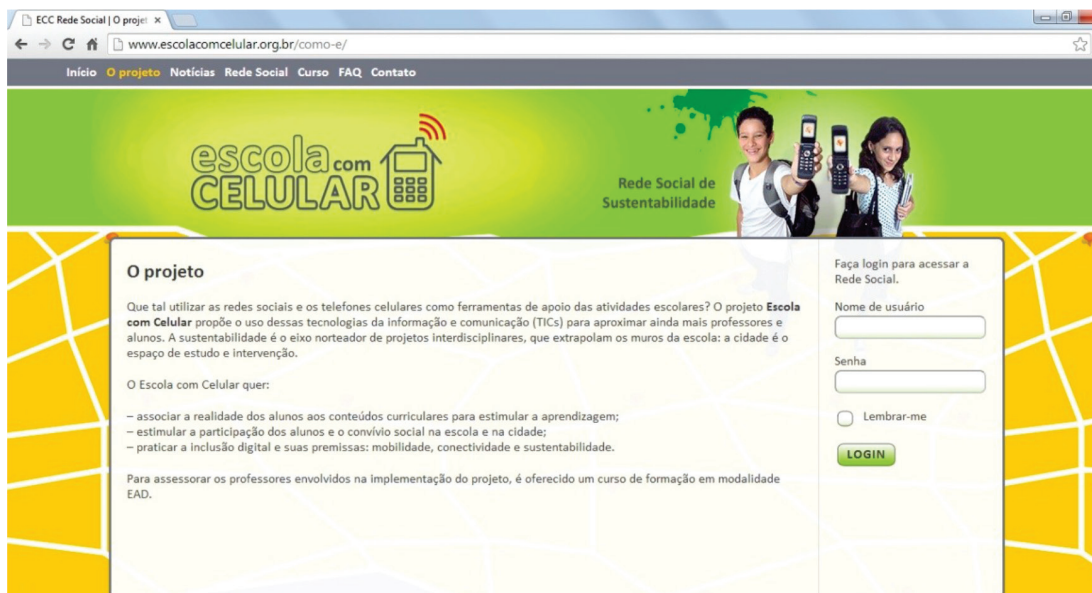 ECC Rede Social | O projet
www.escolacomcelular.org.br/como-e/
Início O projeto Notícias Rede Social Curso FAQ Contato
escola com
CELULAR
Rede Social de
Sustentabilidade
O projeto
Que tal utilizar as redes sociais e os telefones celulares como ferramentas de apoio das atividades escolares? O projeto Escola
com Celular propõe o uso dessas tecnologias da informação e comunicação (TICs) para aproximar ainda mais professores e
alunos. A sustentabilidade é o eixo norteador de projetos interdisciplinares, que extrapolam os muros da escola: a cidade é o
espaço de estudo e intervenção.
O Escola com Celular quer:
– associar a realidade dos alunos aos conteúdos curriculares para estimular a aprendizagem;
– estimular a participação dos alunos e o convívio social na escola e na cidade;
– praticar a inclusão digital e suas premissas: mobilidade, conectividade e sustentabilidade.
Para assessorar os professores envolvidos na implementação do projeto, é oferecido um curso de formação em modalidade
EAD.
Faça login para acessar a
Rede Social.
Nome de usuário
Senha
Lembrar-me
LOGIN